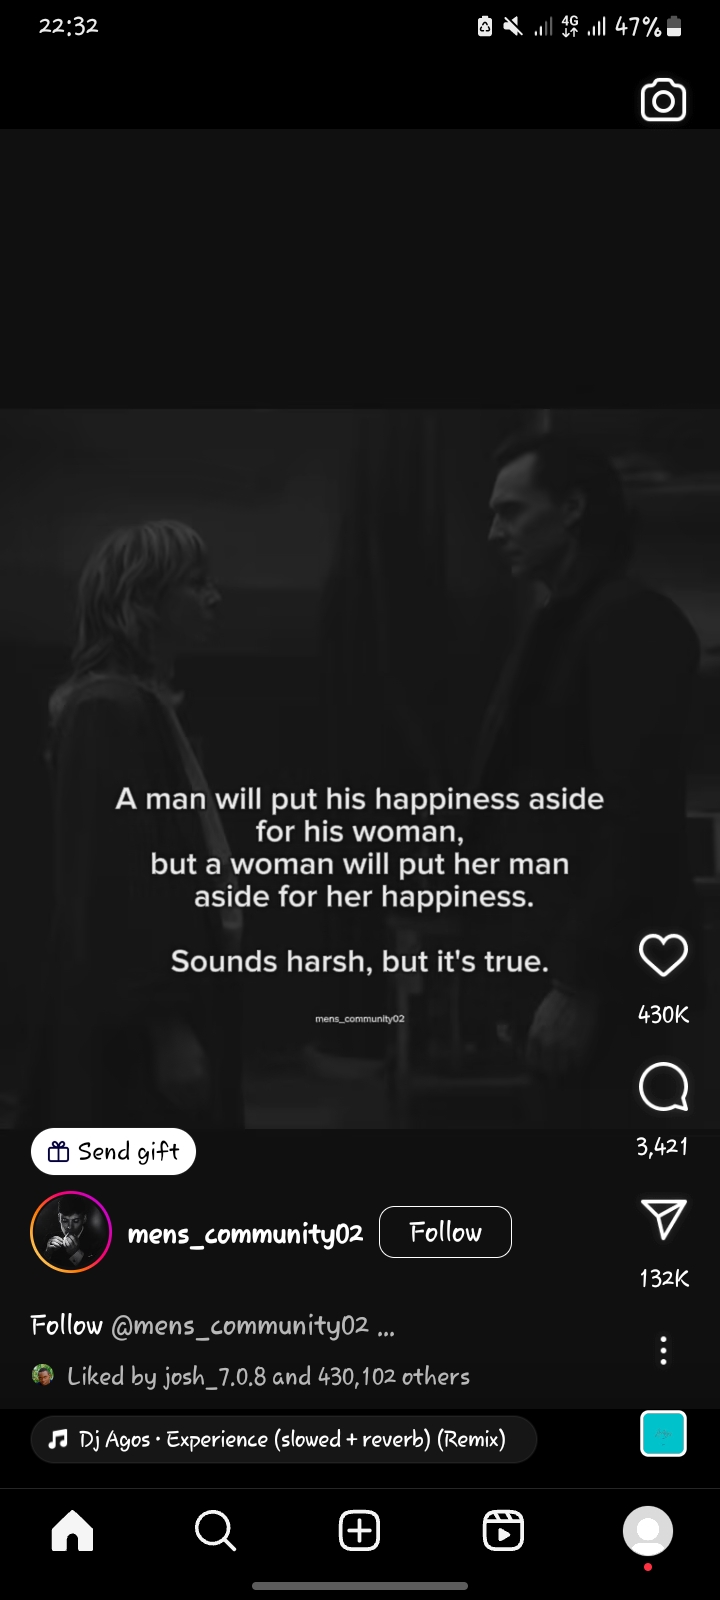 22:32
4G
47%
A man will put his happiness aside
for his woman,
but a woman will put her man
aside for her happiness.
Sounds harsh, but it's true.
mens_community02
430K
3,421
132K
Send gift
mens_community02
Follow
Follow @mens_community02 ...
Liked by josh_7.0.8 and 430,102 others
Dj Agos · Experience (slowed + reverb) (Remix)